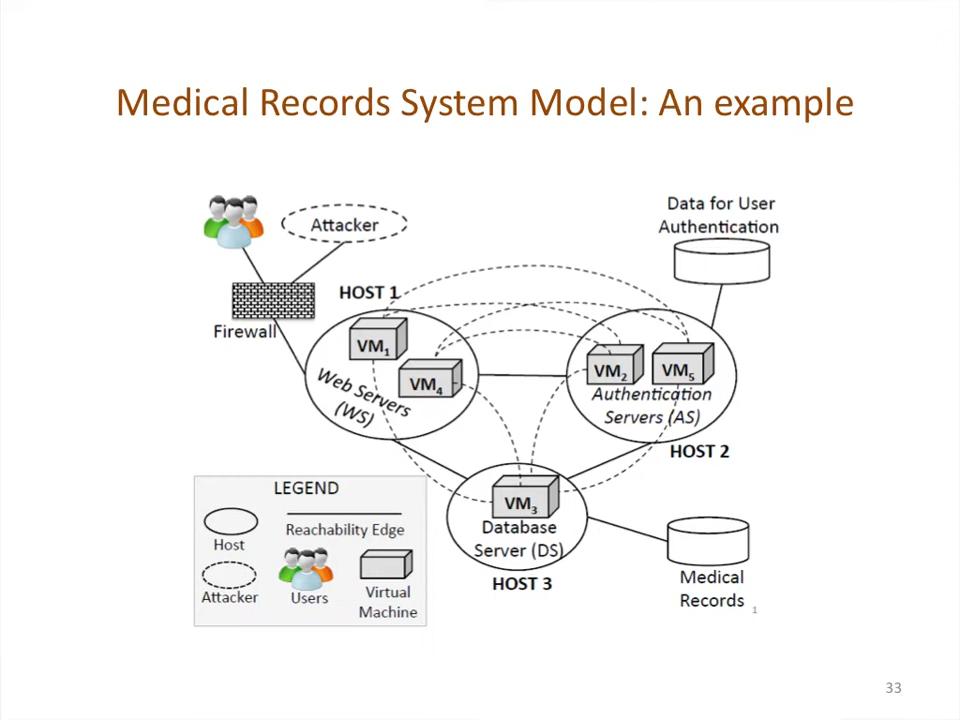 Medical Records System Model: An example
Attacker
Data for User
Authentication
HOST 1
Firewall
VM1
VM4
Web Servers
(WS)
VM2
VM5
Authentication
Servers (AS)
HOST 2
VM3
Database
Server (DS)
HOST 3
Medical
Records
1
LEGEND
Host
Reachability Edge
Attacker
Users
Virtual
Machine
33